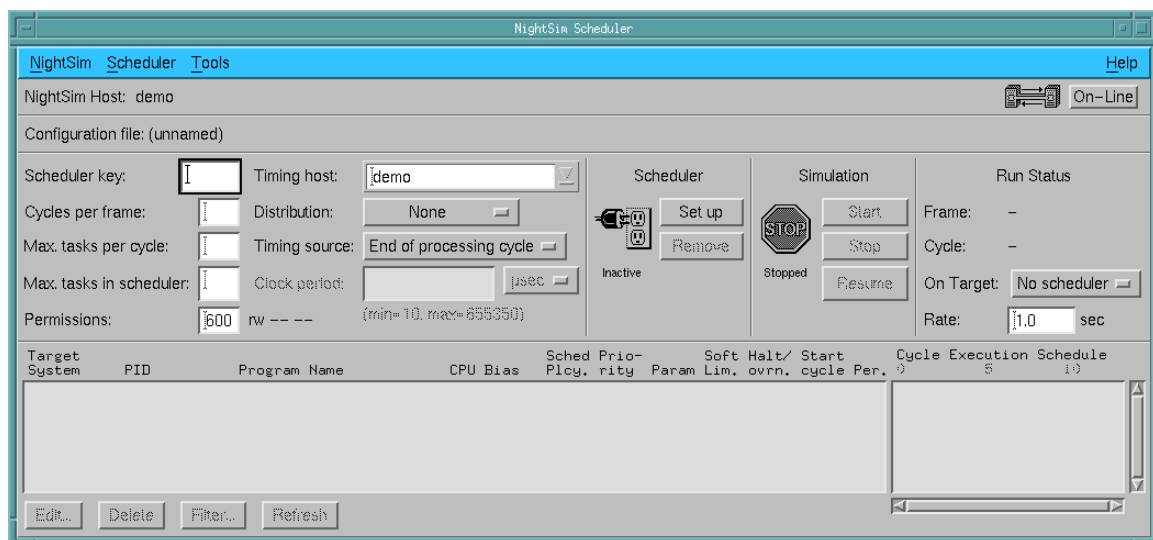 NightSim Scheduler
NightSim Scheduler Tools Help
NightSim Host: demo On-Line
Configuration file: (unnamed)
Scheduler key: Timing host: demo Scheduler Simulation Run Status
Cycles per frame: Distribution: None Set up Start Frame: –
Max. tasks per cycle: Timing source: End of processing cycle Remove STOP Stop Cycle: –
Max. tasks in scheduler: Clock period: µsec Inactive Stopped Resume On Target: No scheduler
Permissions: 600 rw -- -- (min=10, max=655350) Rate: 1.0 sec
Target Sched Prio- Soft Halt/ Start Cycle Execution Schedule
System PID Program Name CPU Bias Plcy. rity Param Lim. ovrn. cycle Per. 0 5 10
Edit... Delete Filter... Refresh